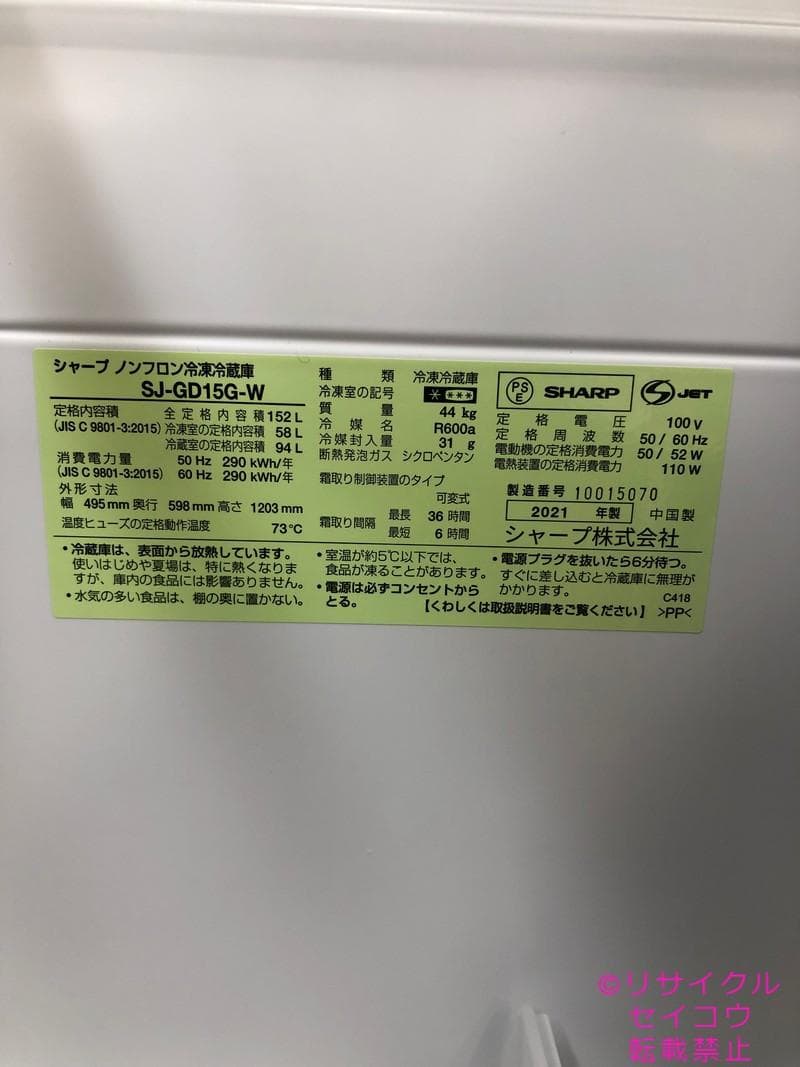 シャープ ノンフロン冷凍冷蔵庫
SJ-GD15G-W
定格内容積 全定格内容積 152 L
(JIS C 9801-3:2015) 冷凍室の定格内容積 58 L
冷蔵室の定格内容積 94 L
消費電力量 50 Hz 290 kWh/年
(JIS C 9801-3:2015) 60 Hz 290 kWh/年
外形寸法
幅 495 mm 奥行 598 mm 高さ 1203 mm
温度ヒューズの定格動作温度 73℃
種類 冷凍冷蔵庫
冷凍室の記号 * ***
質量 44 kg
冷媒名 R600a
冷媒封入量 31 g
断熱発泡ガス シクロペンタン
霜取り制御装置のタイプ
可変式
霜取り間隔 最長 36 時間
最短 6 時間
PSE SHARP S JET
定格電圧 100 V
定格周波数 50 / 60 Hz
電動機の定格消費電力 50 / 52 W
電熱装置の定格消費電力 110 W
製造番号 10015070
2021 年製 中国製
シャープ株式会社
・冷蔵庫は、表面から放熱しています。
使いはじめや夏場は、特に熱くなりま
すが、庫内の食品には影響ありません。
・水気の多い食品は、棚の奥に置かない。
・室温が約5℃以下では、
食品が凍ることがあります。
・電源は必ずコンセントから
とる。
・電源プラグを抜いたら6分待つ。
すぐに差し込むと冷蔵庫に無理が
かかります。 C418
【くわしくは取扱説明書をご覧ください】 >PP<
©リサイクル
セイコウ
転載禁止